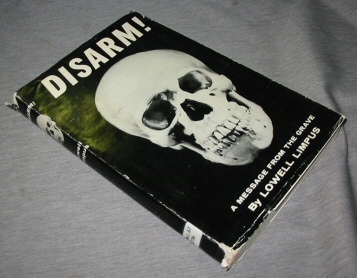 DISARM!
A MESSAGE FROM THE GRAVE
By LOWELL LIMPUS